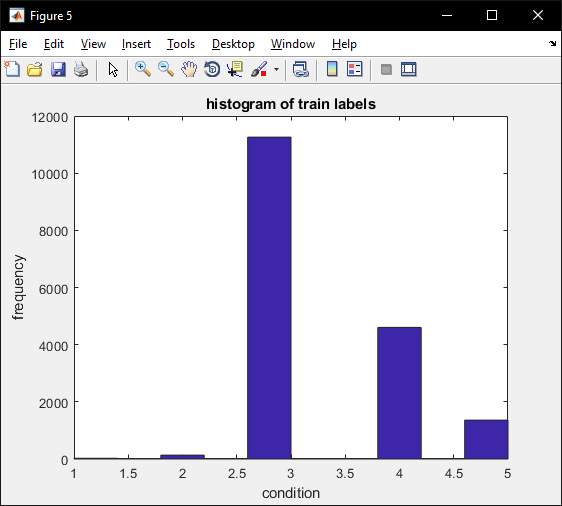 Figure 5
File Edit View Insert Tools Desktop Window Help
histogram of train labels
12000
10000
8000
6000
4000
2000
0
frequency
1 1.5 2 2.5 3 3.5 4 4.5 5
condition